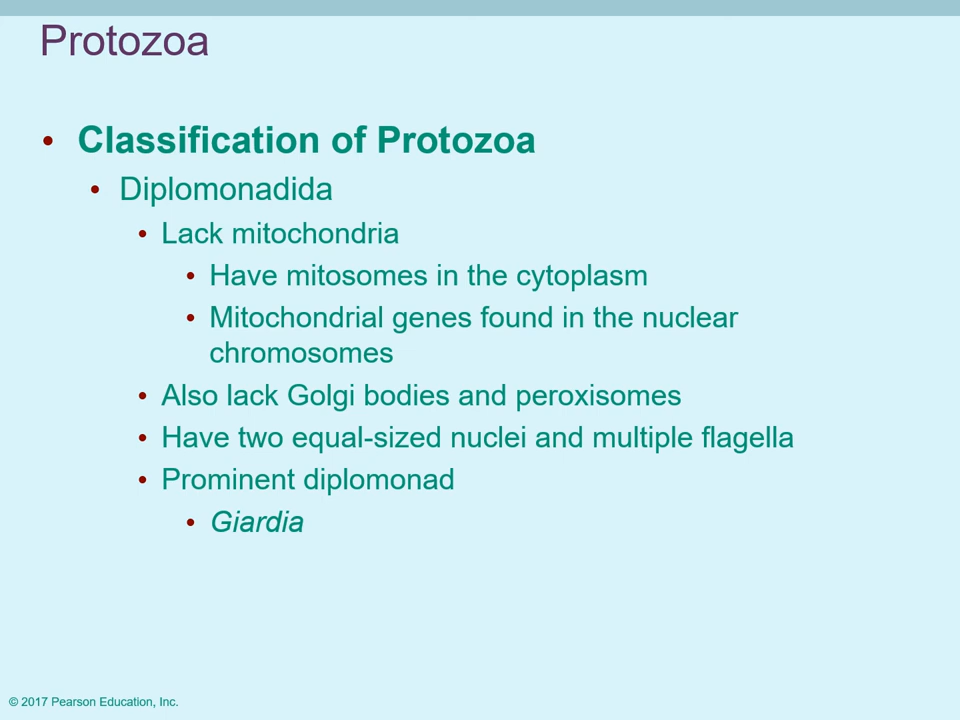 Protozoa
• Classification of Protozoa
• Diplomonadida
• Lack mitochondria
• Have mitosomes in the cytoplasm
• Mitochondrial genes found in the nuclear
chromosomes
• Also lack Golgi bodies and peroxisomes
• Have two equal-sized nuclei and multiple flagella
• Prominent diplomonad
• Giardia
© 2017 Pearson Education, Inc.